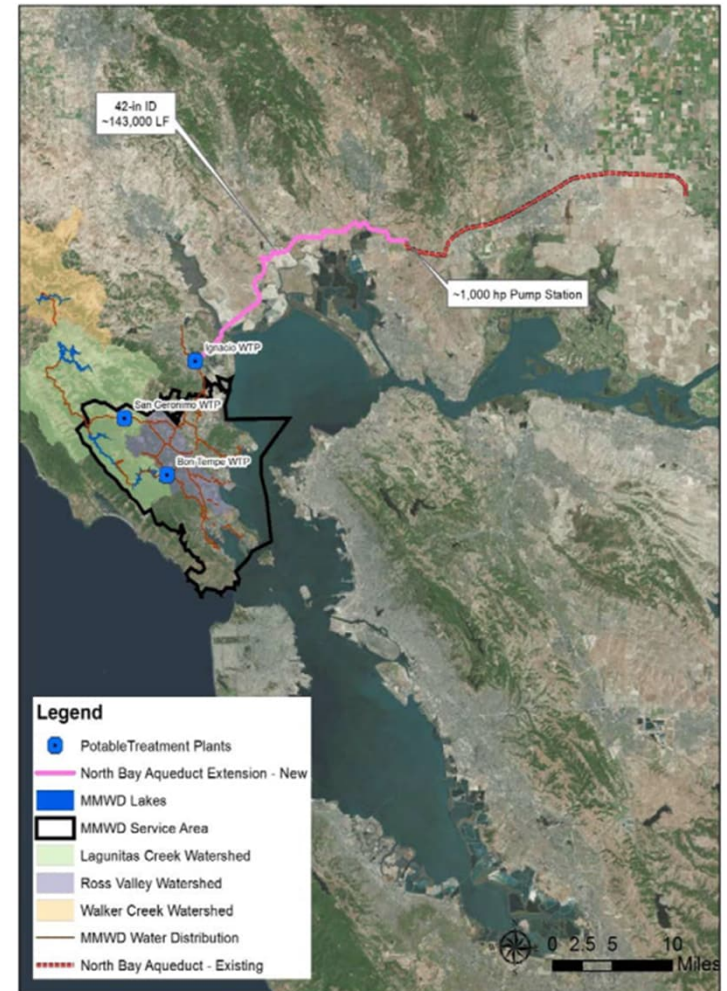 42-in ID
~143,000 LF
~1,000 hp Pump Station
Ignacio WTP
San Geronimo WTP
Bon Tempe WTP
Legend
PotableTreatment Plants
North Bay Aqueduct Extension - New
MMWD Lakes
MMWD Service Area
Lagunitas Creek Watershed
Ross Valley Watershed
Walker Creek Watershed
MMWD Water Distribution
North Bay Aqueduct - Existing
0 2.5 5 10
Miles